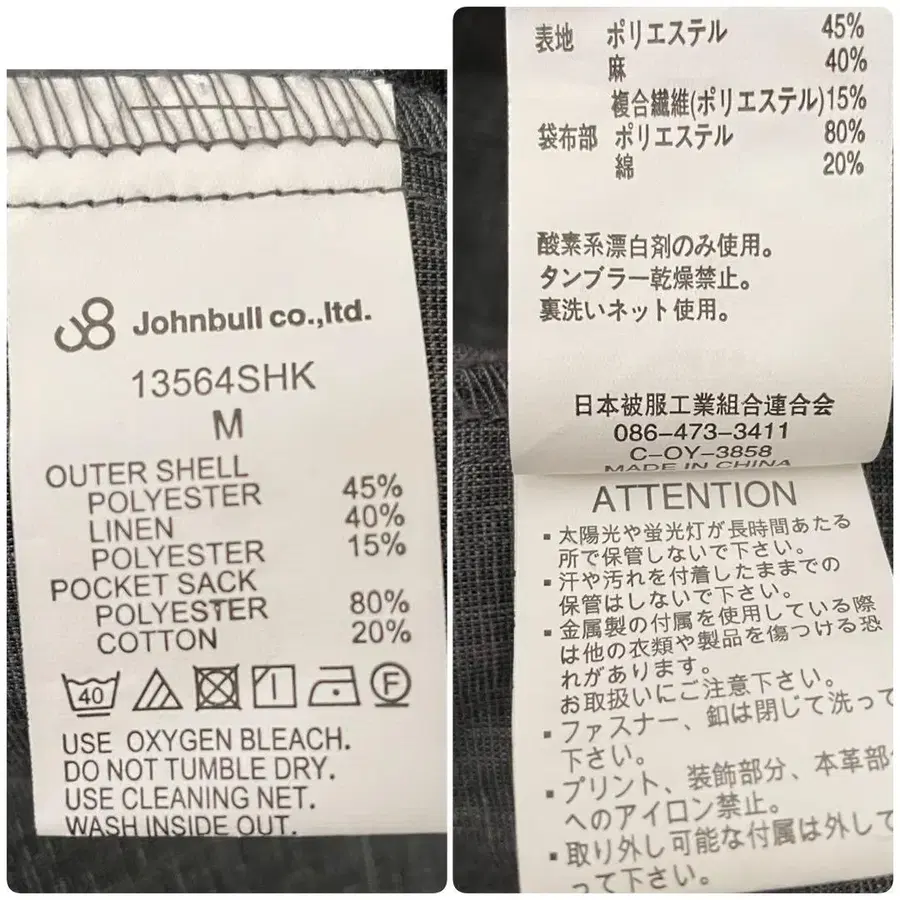 Johnbull co.,ltd.
13564SHK
M
OUTER SHELL
POLYESTER 45%
LINEN 40%
POLYESTER 15%
POCKET SACK
POLYESTER 80%
COTTON 20%
40
F
USE OXYGEN BLEACH.
DO NOT TUMBLE DRY.
USE CLEANING NET.
WASH INSIDE OUT.
表地 ポリエステル 45%
麻 40%
複合繊維(ポリエステル)15%
袋布部 ポリエステル 80%
綿 20%
酸素系漂白剤のみ使用。
タンブラー乾燥禁止。
裏洗いネット使用。
日本被服工業組合連合会
086-473-3411
C-OY-3858
MADE IN CHINA
ATTENTION
▪太陽光や蛍光灯が長時間あたる
所で保管しないで下さい。
▪汗や汚れを付着したままでの
保管はしないで下さい。
▪金属製の付属を使用している際
は他の衣類や製品を傷つける恐
れがあります。
お取扱いにご注意下さい。
▪ファスナー、釦は閉じて洗って
下さい。
▪プリント、装飾部分、本革部
へのアイロン禁止。
▪取り外し可能な付属は外して
って下さい。